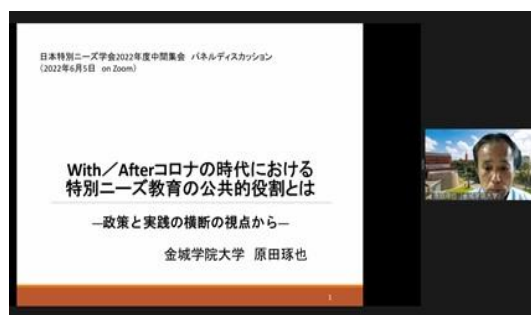 日本特別ニーズ学会2022年度中間集会　パネルディスカッション
（2022年6月5日　on Zoom）
With／Afterコロナの時代における
特別ニーズ教育の公共的役割とは
―政策と実践の横断の視点から―
金城学院大学　原田琢也
1